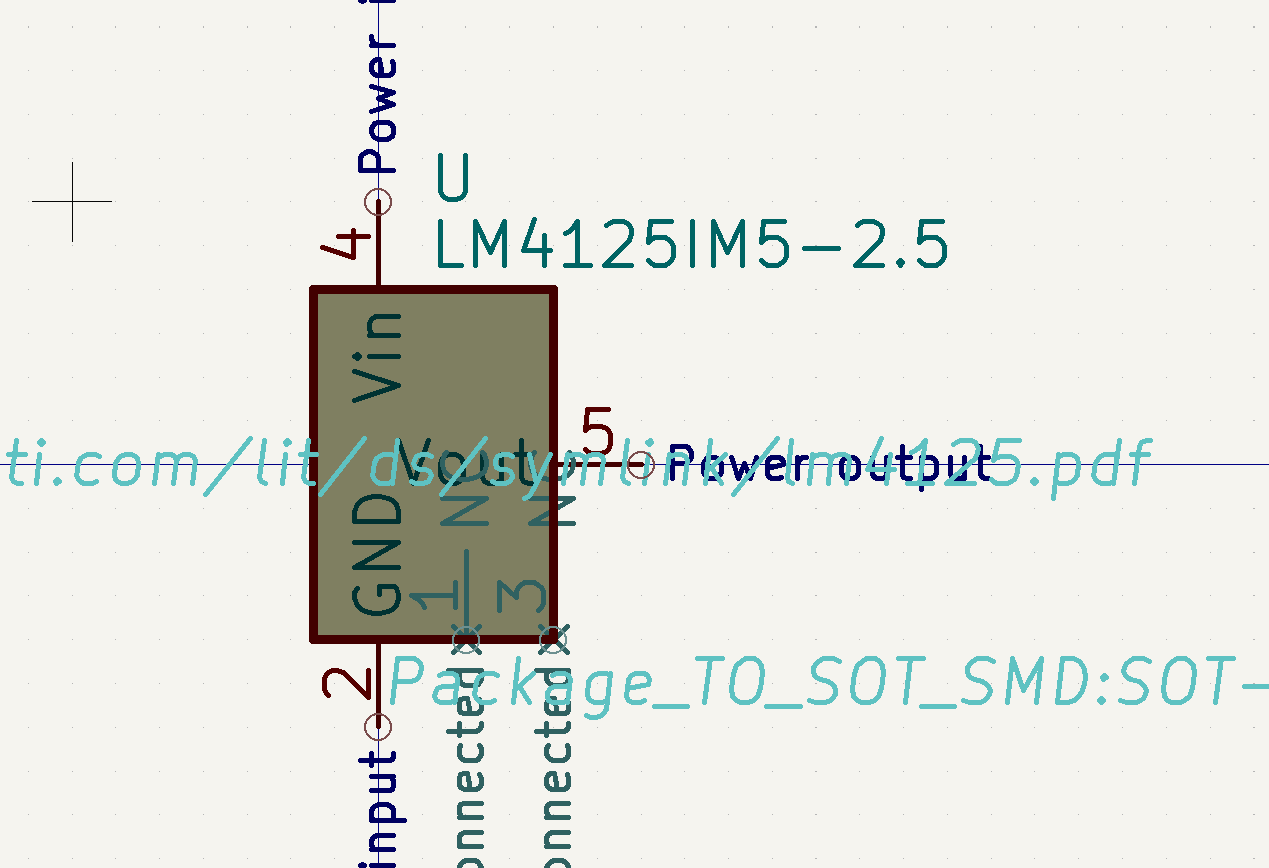 Power i
U
4
LM4125IM5-2.5
Vin
5
ti.com/lit/ds/symlink/lm4125.pdf
Vout
Power output
GND
NC
NC
1
3
2
Package_TO_SOT_SMD:SOT-
input
onnected
onnected